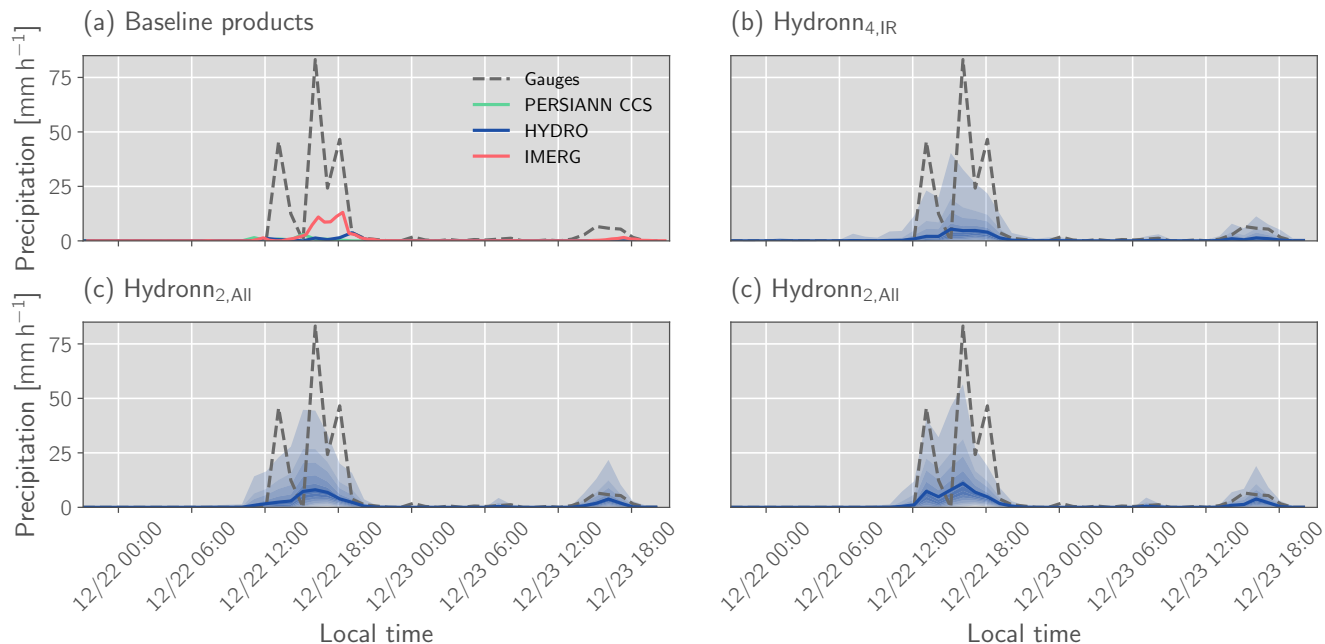 (a) Baseline products
(b) Hydronn4,IR
Precipitation [mm h−1]
75
50
25
0
Gauges
PERSIANN CCS
HYDRO
IMERG
(c) Hydronn2,All
(c) Hydronn2,All
Precipitation [mm h−1]
75
50
25
0
12/22 00:00
12/22 06:00
12/22 12:00
12/22 18:00
12/23 00:00
12/23 06:00
12/23 12:00
12/23 18:00
12/22 00:00
12/22 06:00
12/22 12:00
12/22 18:00
12/23 00:00
12/23 06:00
12/23 12:00
12/23 18:00
Local time
Local time